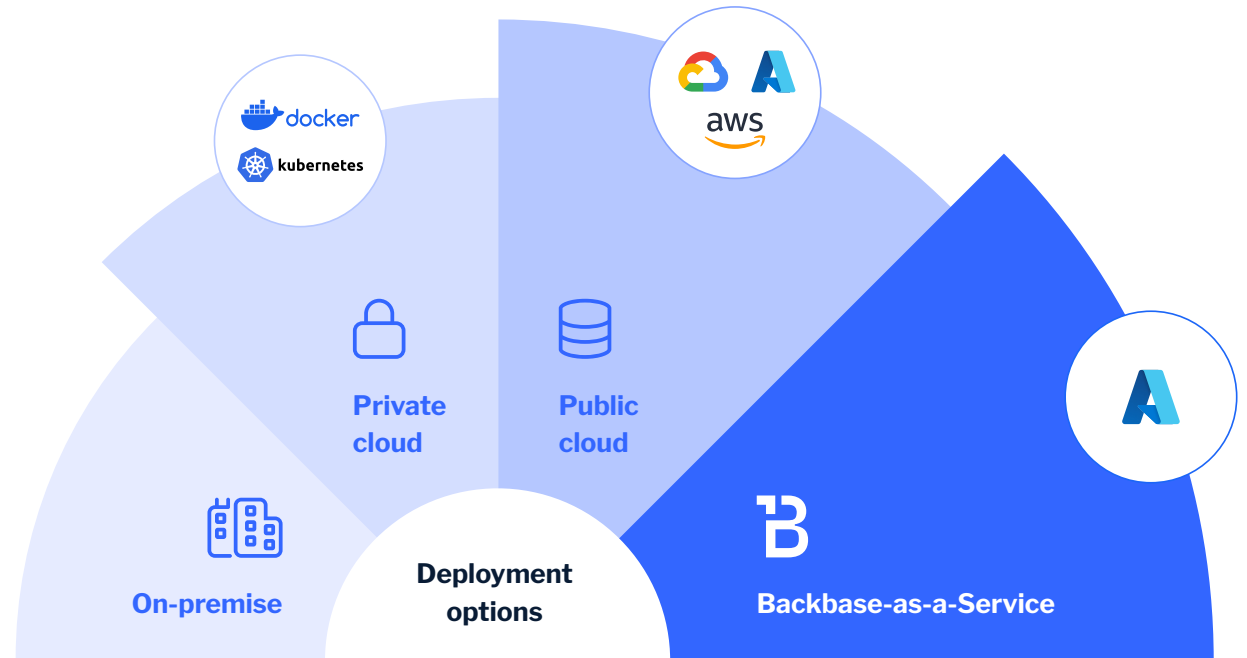 docker
kubernetes
aws
Private
cloud
Public
cloud
On-premise
Deployment
options
Backbase-as-a-Service